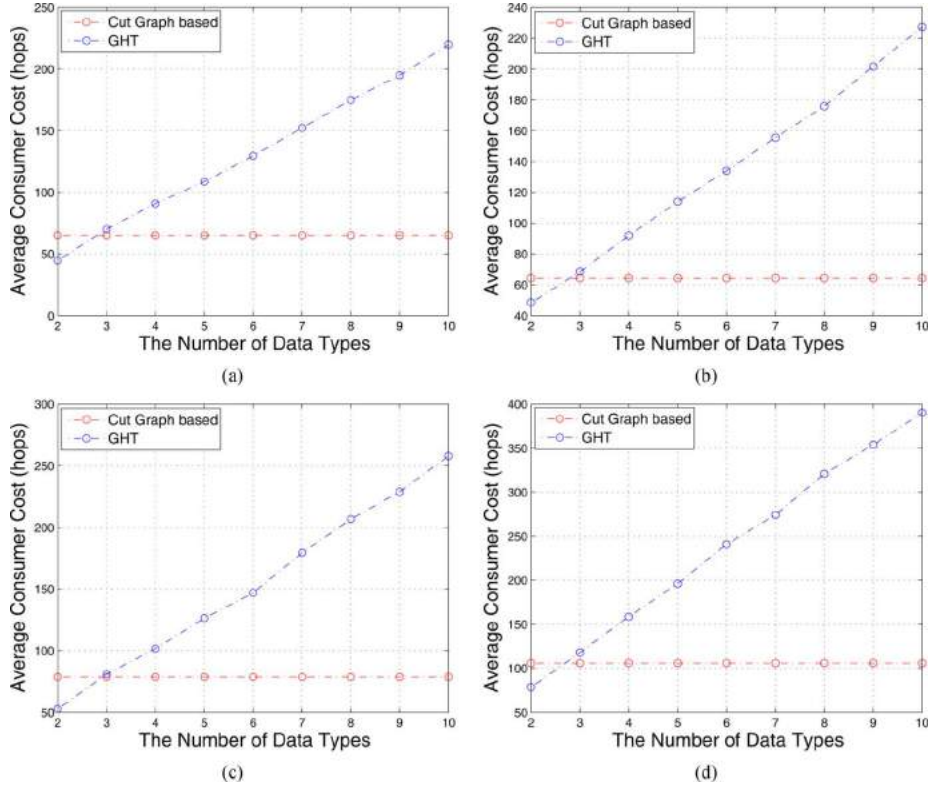 250
200
150
100
50
0
Average Consumer Cost (hops)
Cut Graph based
GHT
2 3 4 5 6 7 8 9 10
The Number of Data Types
(a)
240
220
200
180
160
140
120
100
80
60
40
Average Consumer Cost (hops)
Cut Graph based
GHT
2 3 4 5 6 7 8 9 10
The Number of Data Types
(b)
300
250
200
150
100
50
Average Consumer Cost (hops)
Cut Graph based
GHT
2 3 4 5 6 7 8 9 10
The Number of Data Types
(c)
400
350
300
250
200
150
100
50
Average Consumer Cost (hops)
Cut Graph based
GHT
2 3 4 5 6 7 8 9 10
The Number of Data Types
(d)